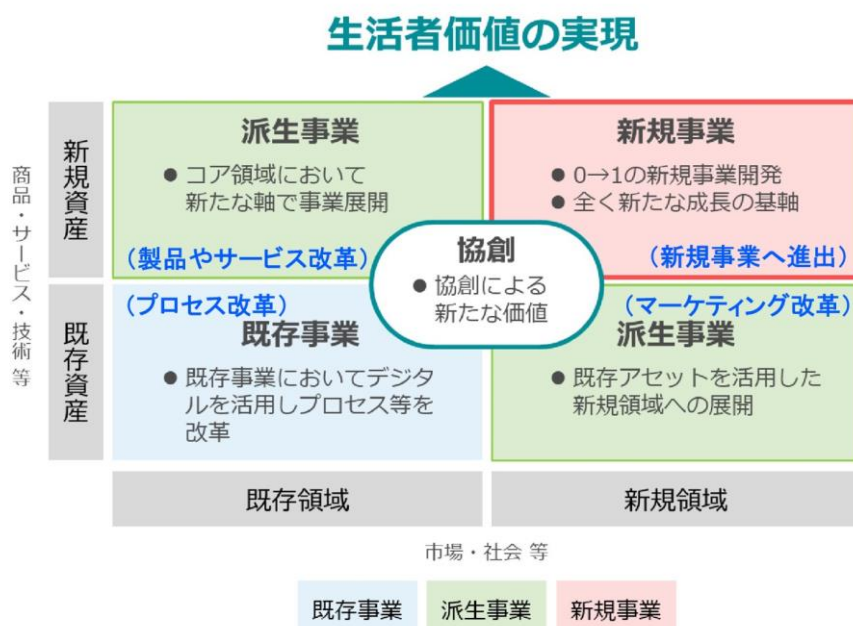 生活者価値の実現
商品・サービス・技術 等
新規資産
派生事業
● コア領域において
新たな軸で事業展開
（製品やサービス改革）
新規事業
● 0→1の新規事業開発
● 全く新たな成長の基軸
（新規事業へ進出）
協創
● 協創による
新たな価値
既存資産
（プロセス改革）
既存事業
● 既存事業においてデジタ
ルを活用しプロセス等を
改革
（マーケティング改革）
派生事業
● 既存アセットを活用した
新規領域への展開
既存領域
新規領域
市場・社会 等
既存事業
派生事業
新規事業